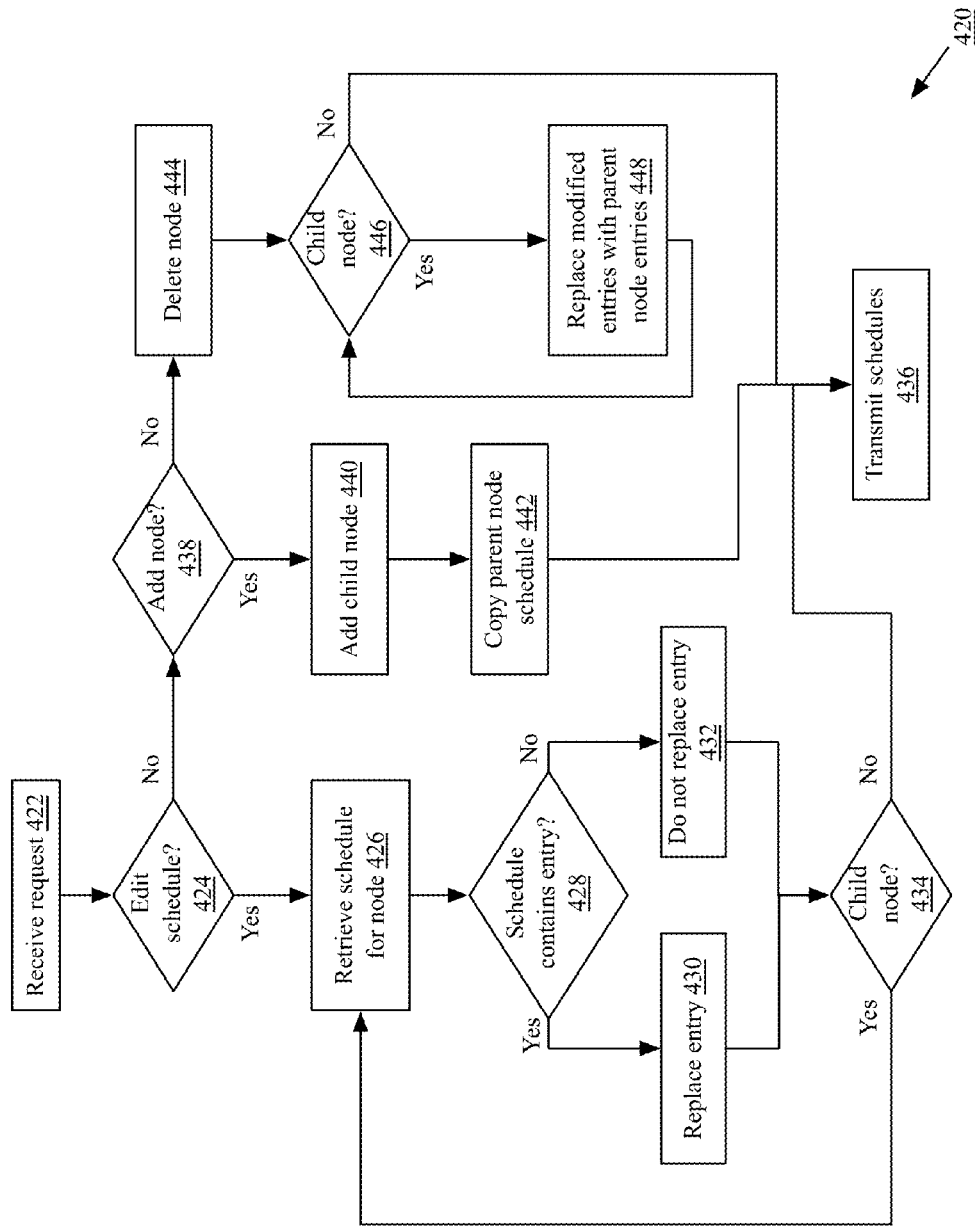 Receive request 422
Edit
schedule?
424
No
Yes
Add node?
438
No
Yes
Delete node 444
Child
node?
446
No
Yes
Replace modified
entries with parent
node entries 448
Add child node 440
Copy parent node
schedule 442
Retrieve schedule
for node 426
Schedule
contains entry?
428
Yes
No
Replace entry 430
Do not replace entry
432
Child
node?
434
Yes
No
Transmit schedules
436
420